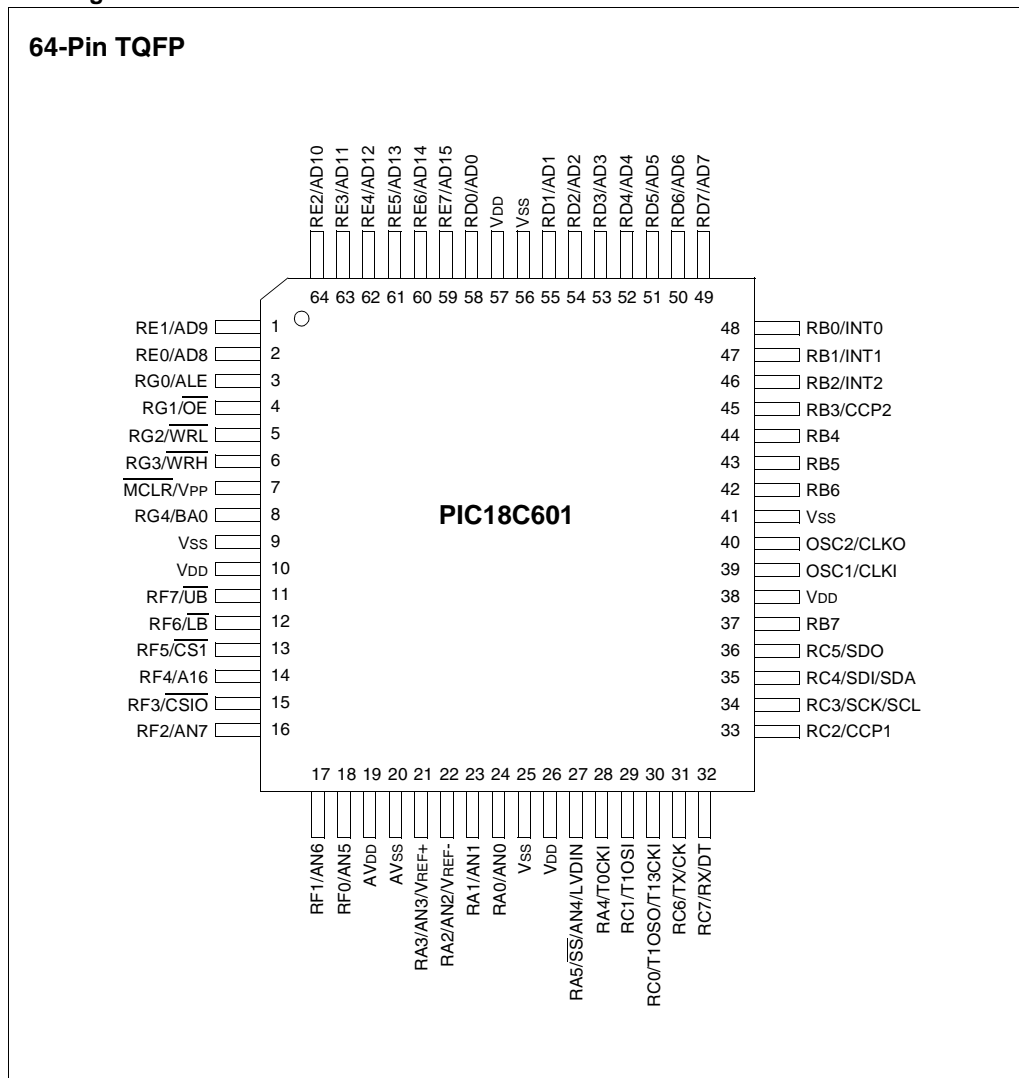 64-Pin TQFP
RE2/AD10
RE3/AD11
RE4/AD12
RE5/AD13
RE6/AD14
RE7/AD15
RD0/AD0
VDD
VSS
RD1/AD1
RD2/AD2
RD3/AD3
RD4/AD4
RD5/AD5
RD6/AD6
RD7/AD7
64 63 62 61 60 59 58 57 56 55 54 53 52 51 50 49
RE1/AD9 1
RE0/AD8 2
RG0/ALE 3
RG1/OE 4
RG2/WRL 5
RG3/WRH 6
MCLR/VPP 7
RG4/BA0 8
VSS 9
VDD 10
RF7/UB 11
RF6/LB 12
RF5/CS1 13
RF4/A16 14
RF3/CSIO 15
RF2/AN7 16
PIC18C601
48 RB0/INT0
47 RB1/INT1
46 RB2/INT2
45 RB3/CCP2
44 RB4
43 RB5
42 RB6
41 VSS
40 OSC2/CLKO
39 OSC1/CLKI
38 VDD
37 RB7
36 RC5/SDO
35 RC4/SDI/SDA
34 RC3/SCK/SCL
33 RC2/CCP1
17 18 19 20 21 22 23 24 25 26 27 28 29 30 31 32
RF1/AN6
RF0/AN5
AVDD
AVSS
RA3/AN3/VREF+
RA2/AN2/VREF-
RA1/AN1
RA0/AN0
VSS
VDD
RA5/SS/AN4/LVDIN
RA4/T0CKI
RC1/T1OSI
RC0/T1OSO/T13CKI
RC6/TX/CK
RC7/RX/DT